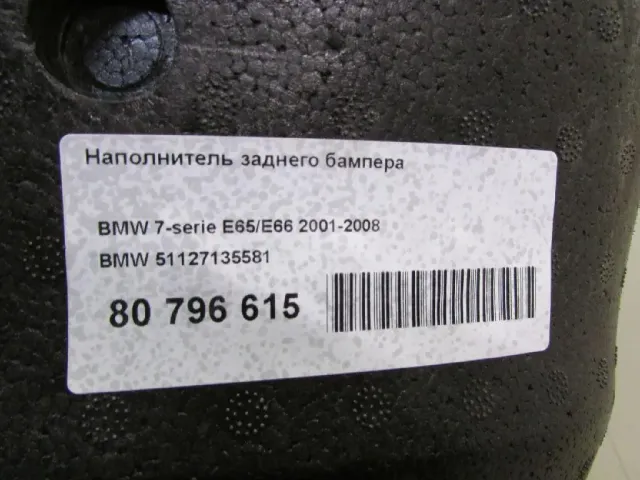 Наполнитель заднего бампера
BMW 7-serie E65/E66 2001-2008
BMW 51127135581
80 796 615